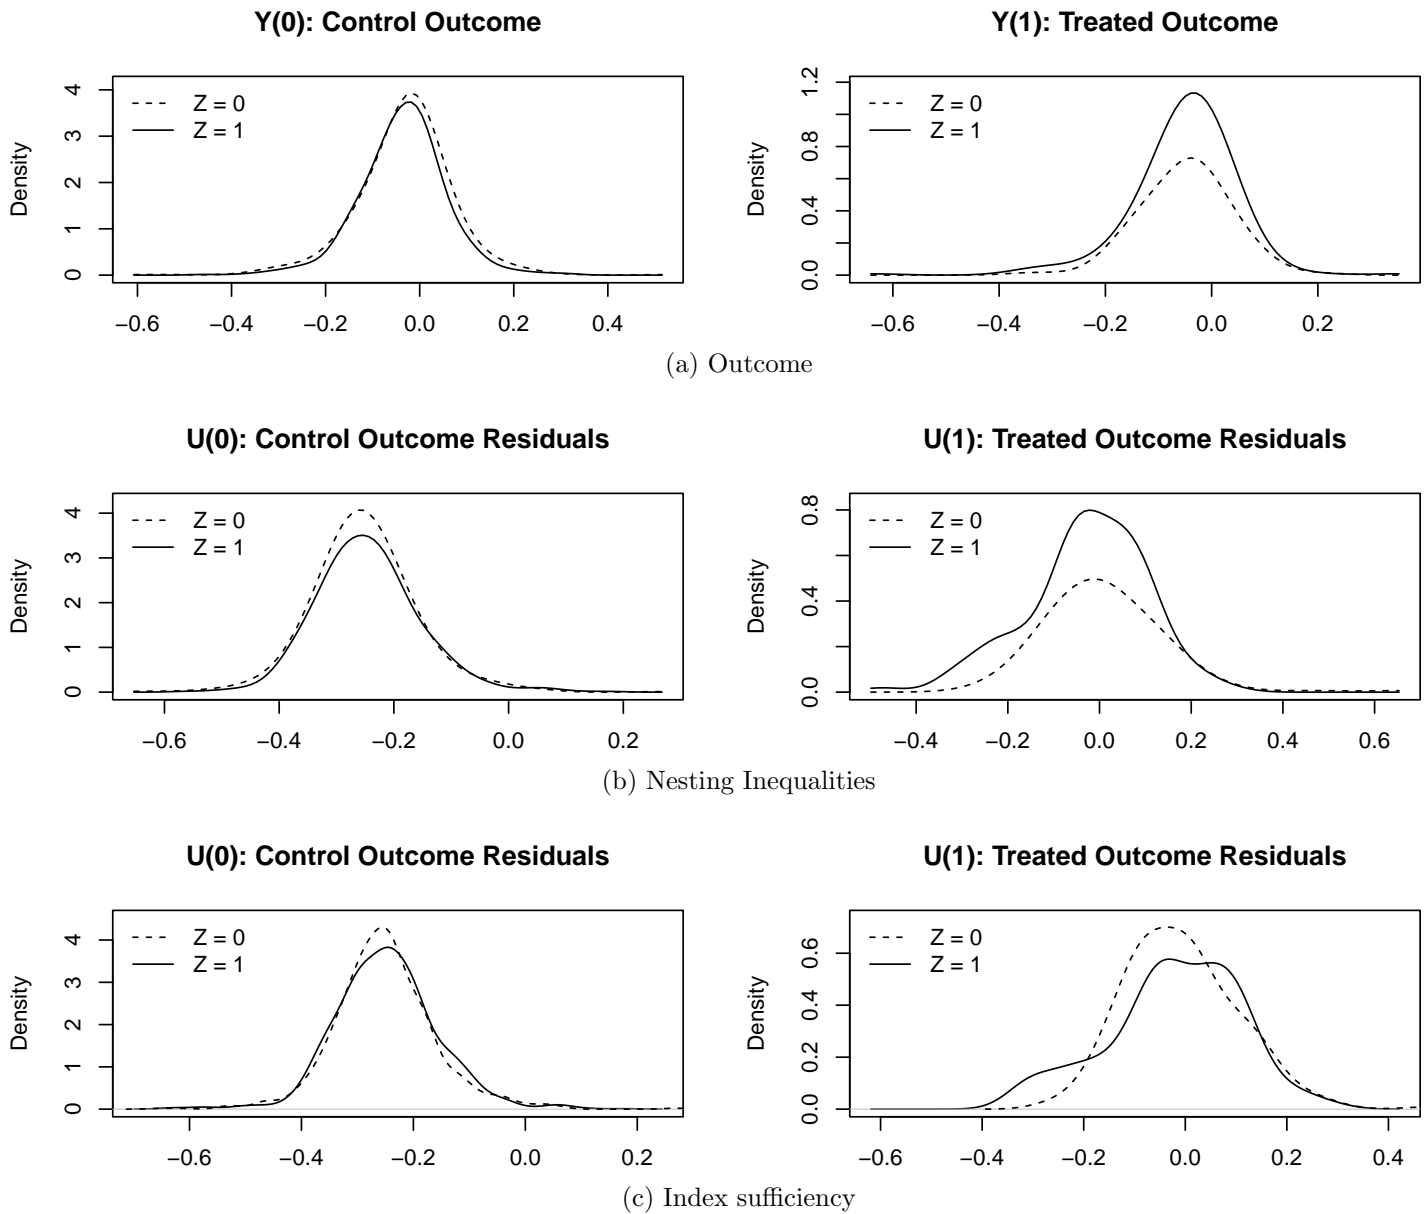 Y(0): Control Outcome
Y(1): Treated Outcome
Density
0 1 2 3 4
Z = 0
Z = 1
−0.6 −0.4 −0.2 0.0 0.2 0.4
Density
0.0 0.4 0.8 1.2
Z = 0
Z = 1
−0.6 −0.4 −0.2 0.0 0.2
(a) Outcome
U(0): Control Outcome Residuals
U(1): Treated Outcome Residuals
Density
0 1 2 3 4
Z = 0
Z = 1
−0.6 −0.4 −0.2 0.0 0.2
Density
0.0 0.4 0.8
Z = 0
Z = 1
−0.4 −0.2 0.0 0.2 0.4 0.6
(b) Nesting Inequalities
U(0): Control Outcome Residuals
U(1): Treated Outcome Residuals
Density
0 1 2 3 4
Z = 0
Z = 1
−0.6 −0.4 −0.2 0.0 0.2
Density
0.0 0.2 0.4 0.6
Z = 0
Z = 1
−0.6 −0.4 −0.2 0.0 0.2 0.4
(c) Index sufficiency